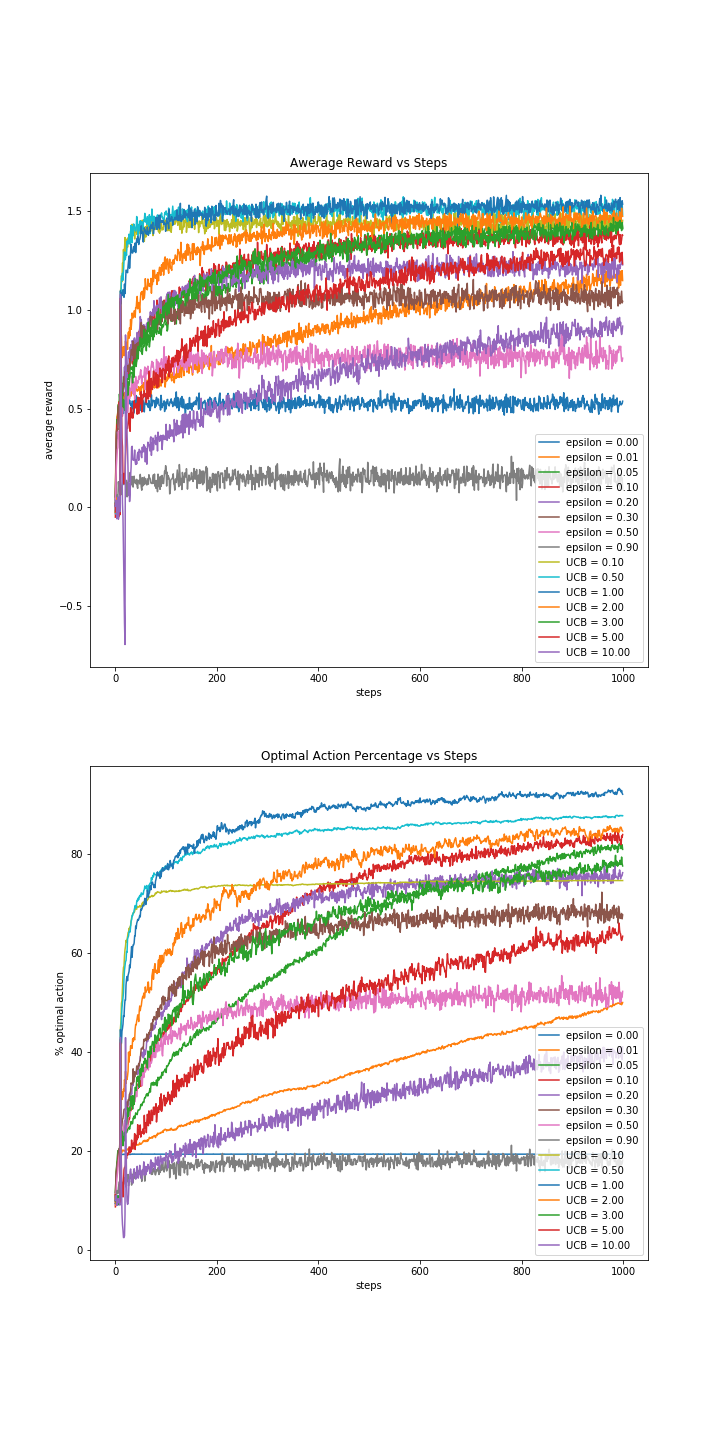 Awerage Reward vs Steps
1.5
1.0
0.5
0.0
−0.5
average reward
0
200
400
600
800
1000
steps
epsilon = 0.00
epsilon = 0.01
epsilon = 0.05
epsilon = 0.10
epsilon = 0.20
epsilon = 0.30
epsilon = 0.50
epsilon = 0.90
UCB = 0.10
UCB = 0.50
UCB = 1.00
UCB = 2.00
UCB = 3.00
UCB = 5.00
UCB = 10.00
Optimal Action Percentage vs Steps
80
60
40
20
0
% optimal action
0
200
400
600
800
1000
steps
epsilon = 0.00
epsilon = 0.01
epsilon = 0.05
epsilon = 0.10
epsilon = 0.20
epsilon = 0.30
epsilon = 0.50
epsilon = 0.90
UCB = 0.10
UCB = 0.50
UCB = 1.00
UCB = 2.00
UCB = 3.00
UCB = 5.00
UCB = 10.00